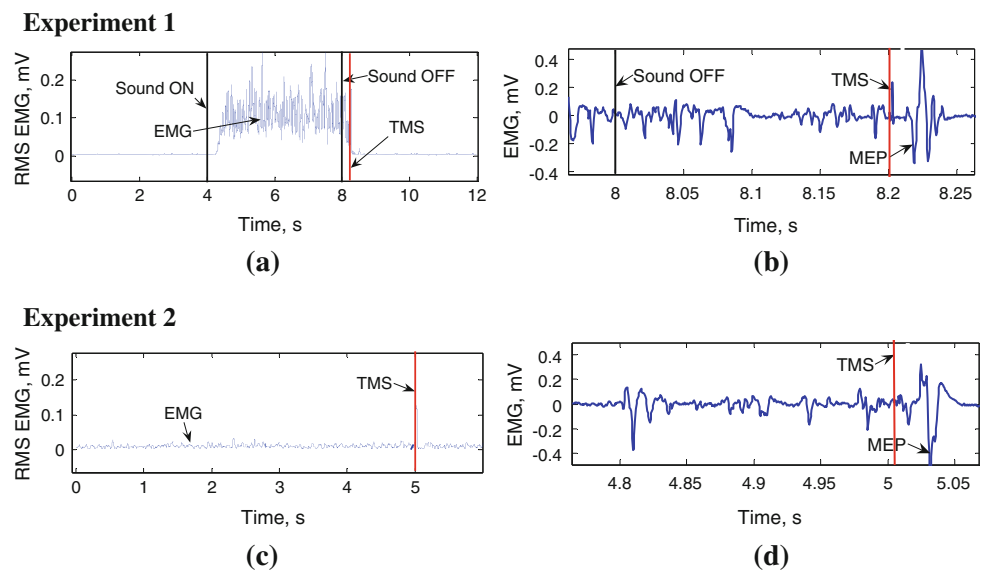 Experiment 1
RMS EMG, mV
0.2
0.1
0
Sound ON
EMG
Sound OFF
TMS
0 2 4 6 8 10 12
Time, s
(a)
EMG, mV
0.4
0.2
0
-0.2
-0.4
Sound OFF
TMS
MEP
8 8.05 8.1 8.15 8.2 8.25
Time, s
(b)
Experiment 2
RMS EMG, mV
0.2
0.1
0
TMS
EMG
0 1 2 3 4 5
Time, s
(c)
EMG, mV
0.4
0.2
0
-0.2
-0.4
TMS
MEP
4.8 4.85 4.9 4.95 5 5.05
Time, s
(d)